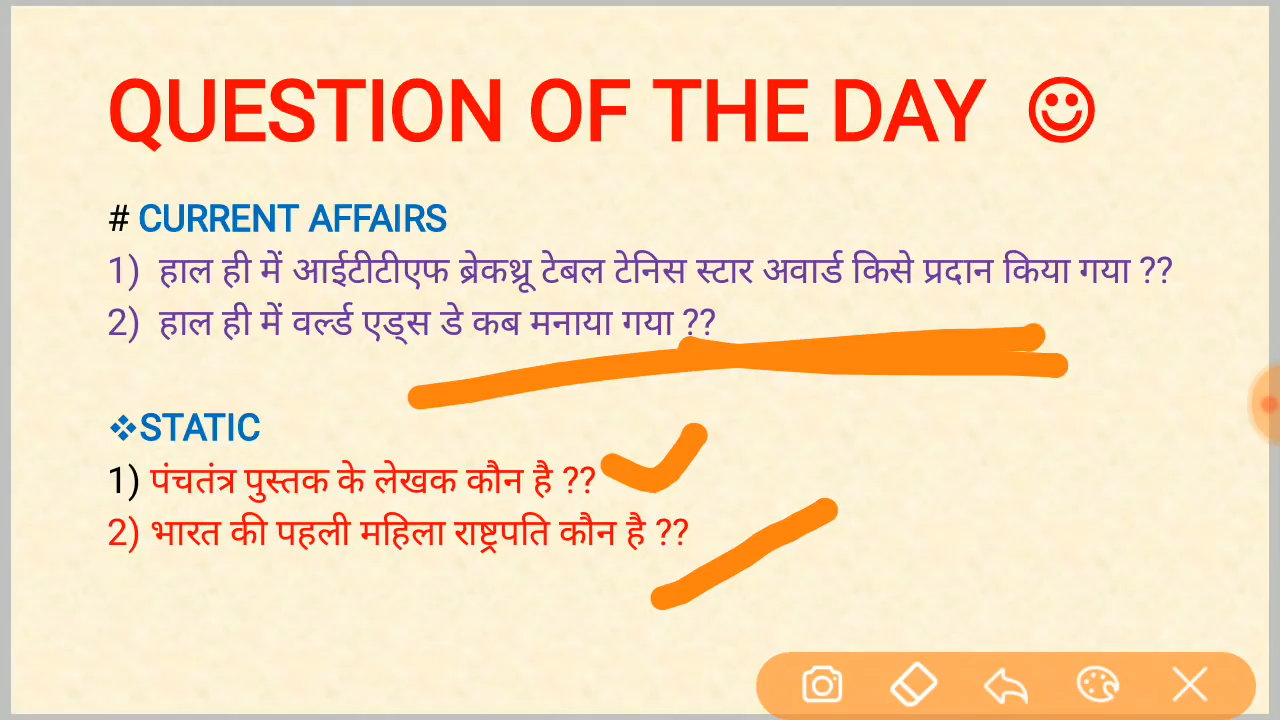 QUESTION OF THE DAY ☺
# CURRENT AFFAIRS
1) हाल ही में आईटीटीएफ ब्रेकथ्रू टेबल टेनिस स्टार अवार्ड किसे प्रदान किया गया ??
2) हाल ही में वर्ल्ड एड्स डे कब मनाया गया ??
❖STATIC
1) पंचतंत्र पुस्तक के लेखक कौन है ??
2) भारत की पहली महिला राष्ट्रपति कौन है ??